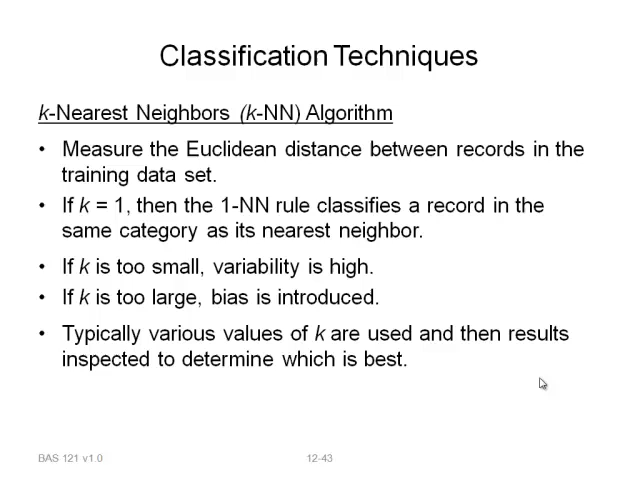 Classification Techniques
k-Nearest Neighbors (k-NN) Algorithm
• Measure the Euclidean distance between records in the
training data set.
• If k = 1, then the 1-NN rule classifies a record in the
same category as its nearest neighbor.
• If k is too small, variability is high.
• If k is too large, bias is introduced.
• Typically various values of k are used and then results
inspected to determine which is best.
BAS 121 v1.0
12-43